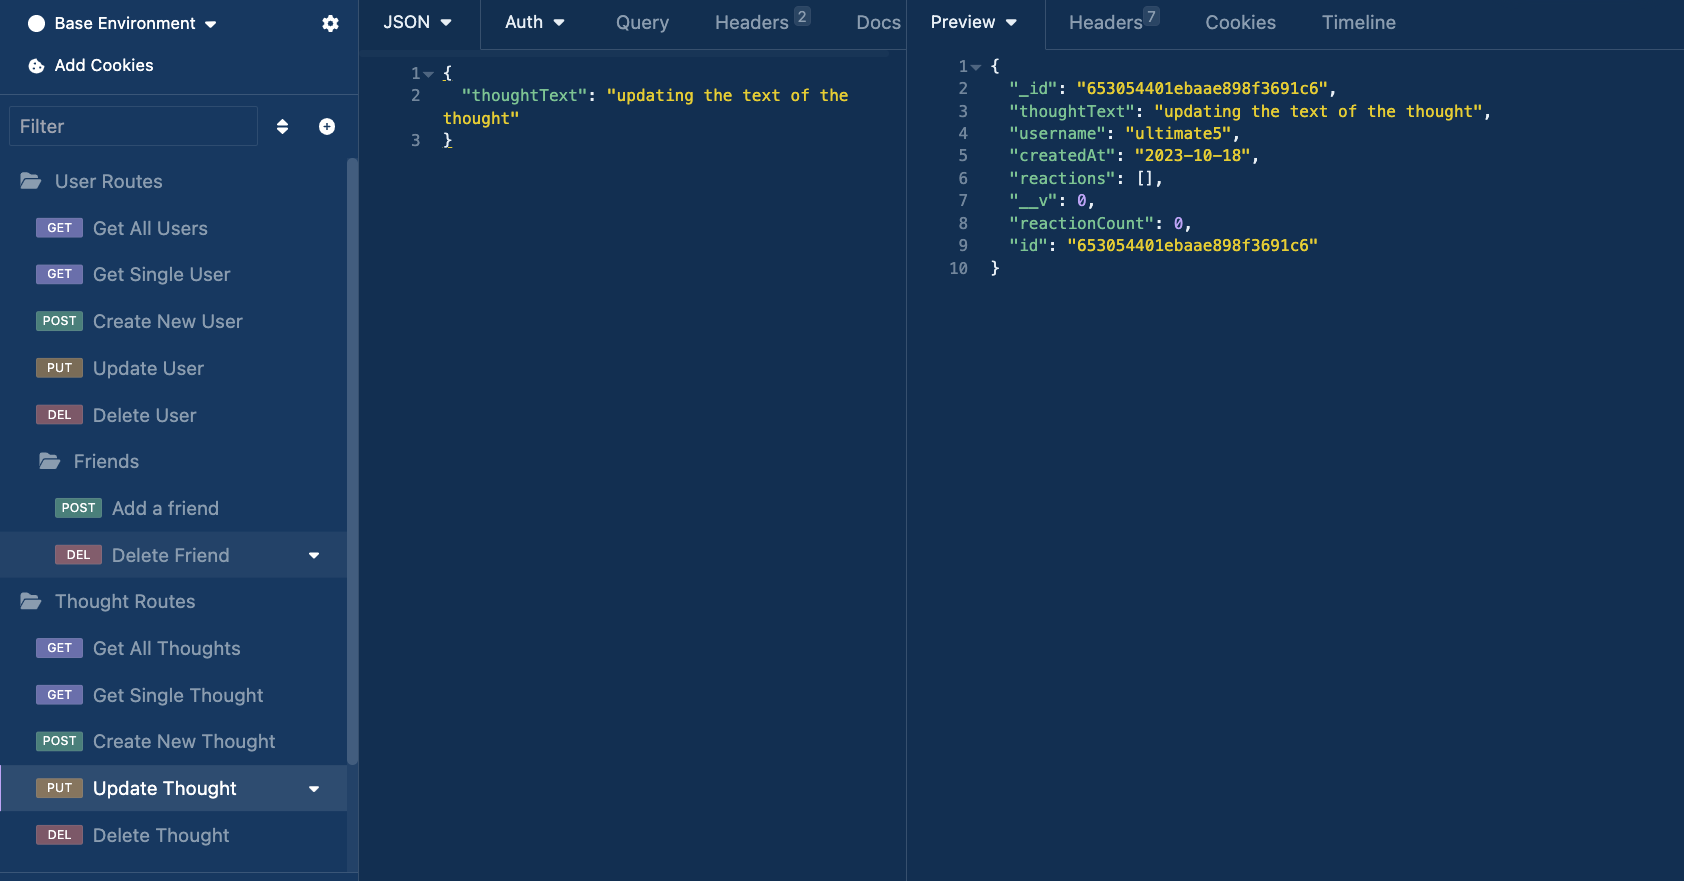 Base Environment
Add Cookies
Filter
User Routes
GET Get All Users
GET Get Single User
POST Create New User
PUT Update User
DEL Delete User
Friends
POST Add a friend
DEL Delete Friend
Thought Routes
GET Get All Thoughts
GET Get Single Thought
POST Create New Thought
PUT Update Thought
DEL Delete Thought
JSON Auth Query Headers 2 Docs
1 {
2 "thoughtText": "updating the text of the
thought"
3 }
Preview Headers 7 Cookies Timeline
1 {
2 "_id": "653054401ebaae898f3691c6",
3 "thoughtText": "updating the text of the thought",
4 "username": "ultimate5",
5 "createdAt": "2023-10-18",
6 "reactions": [],
7 "__v": 0,
8 "reactionCount": 0,
9 "id": "653054401ebaae898f3691c6"
10 }